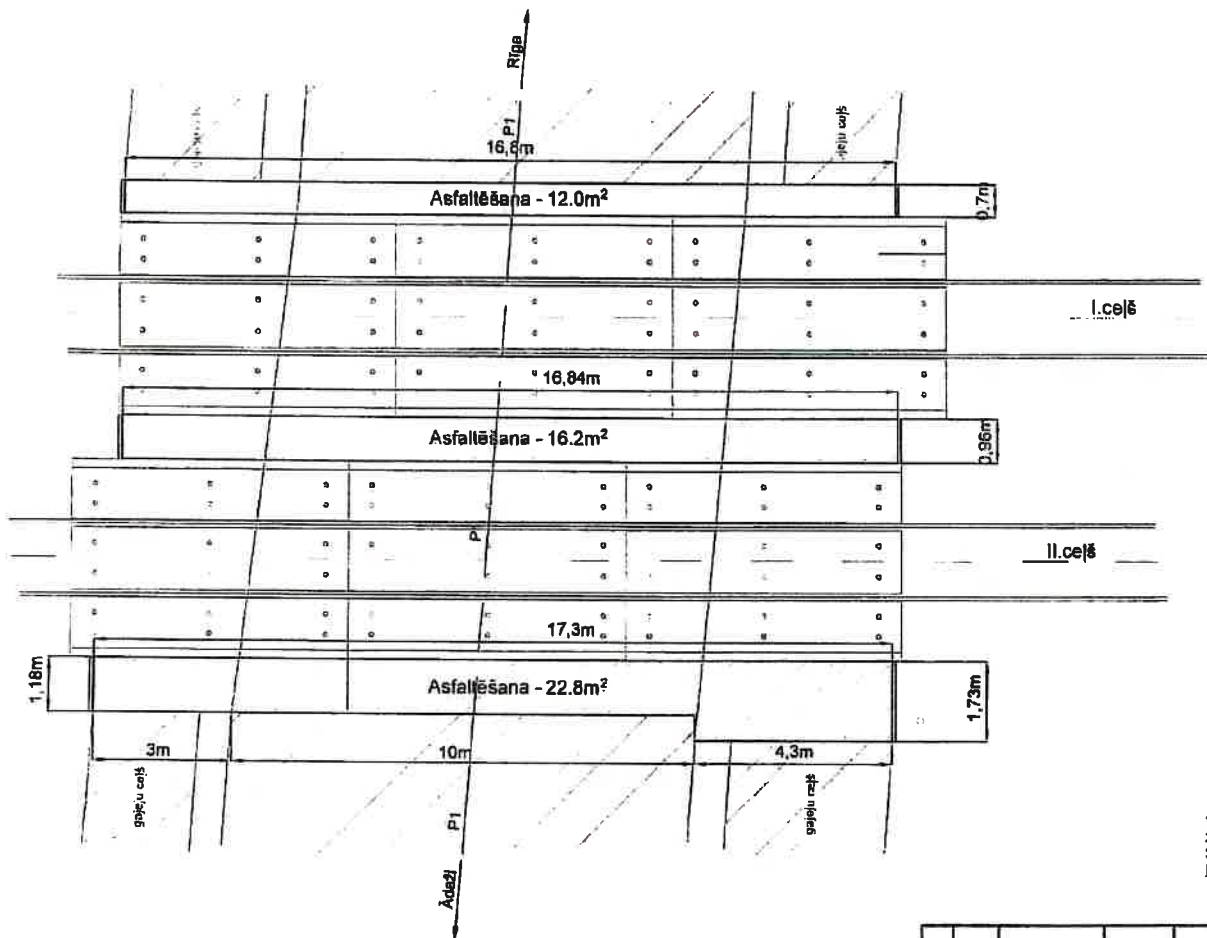 Rīga
P1
16,8m
gājēju ceļš
Asfaltēšana - 12.0m²
0,7m
I.ceļš
16,84m
Asfaltēšana - 16.2m²
0,96m
II.ceļš
17,3m
1,18m
Asfaltēšana - 22.8m²
1,73m
3m
10m
4,3m
gājēju ceļš
gājēju ceļš
P1
Ādaži